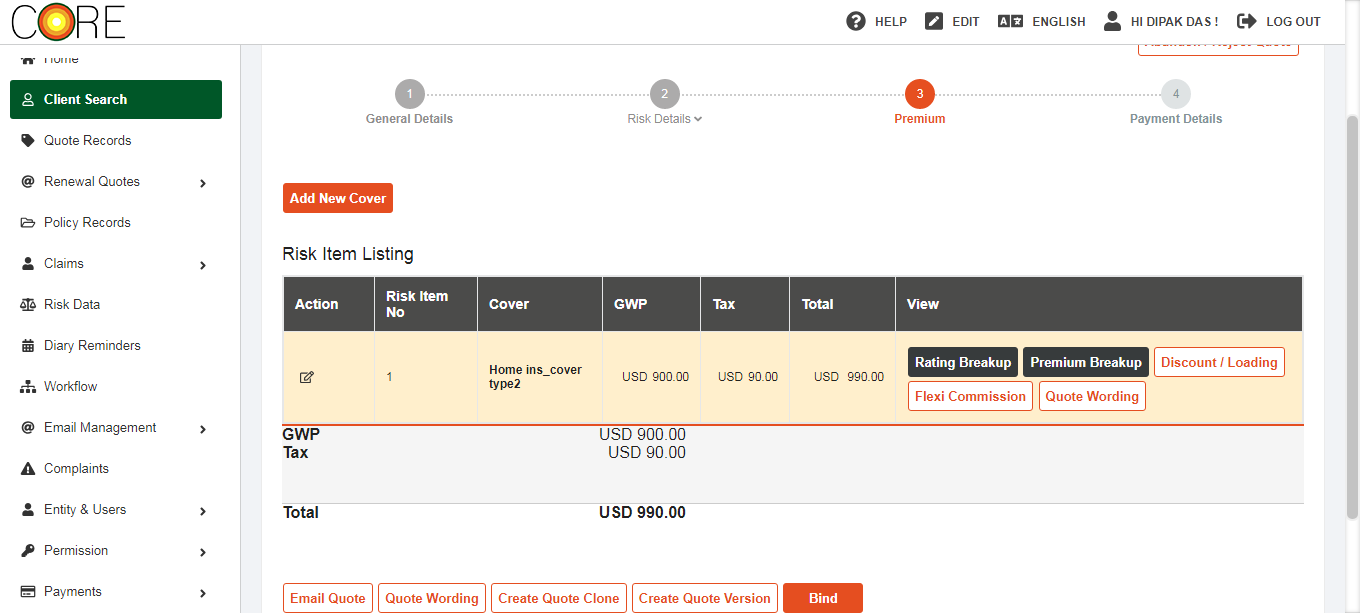 CORE
HELP
EDIT
ENGLISH
HI DIPAK DAS !
LOG OUT
Home
Client Search
Quote Records
Renewal Quotes
Policy Records
Claims
Risk Data
Diary Reminders
Workflow
Email Management
Complaints
Entity & Users
Permission
Payments
Abandon / Reject Quote
1
2
3
4
General Details
Risk Details
Premium
Payment Details
Add New Cover
Risk Item Listing
Action
Risk Item
No
Cover
GWP
Tax
Total
View
1
Home ins_cover
type2
USD 900.00
USD 90.00
USD 990.00
Rating Breakup
Premium Breakup
Discount / Loading
Flexi Commission
Quote Wording
GWP USD 900.00
Tax USD 90.00
Total USD 990.00
Email Quote
Quote Wording
Create Quote Clone
Create Quote Version
Bind